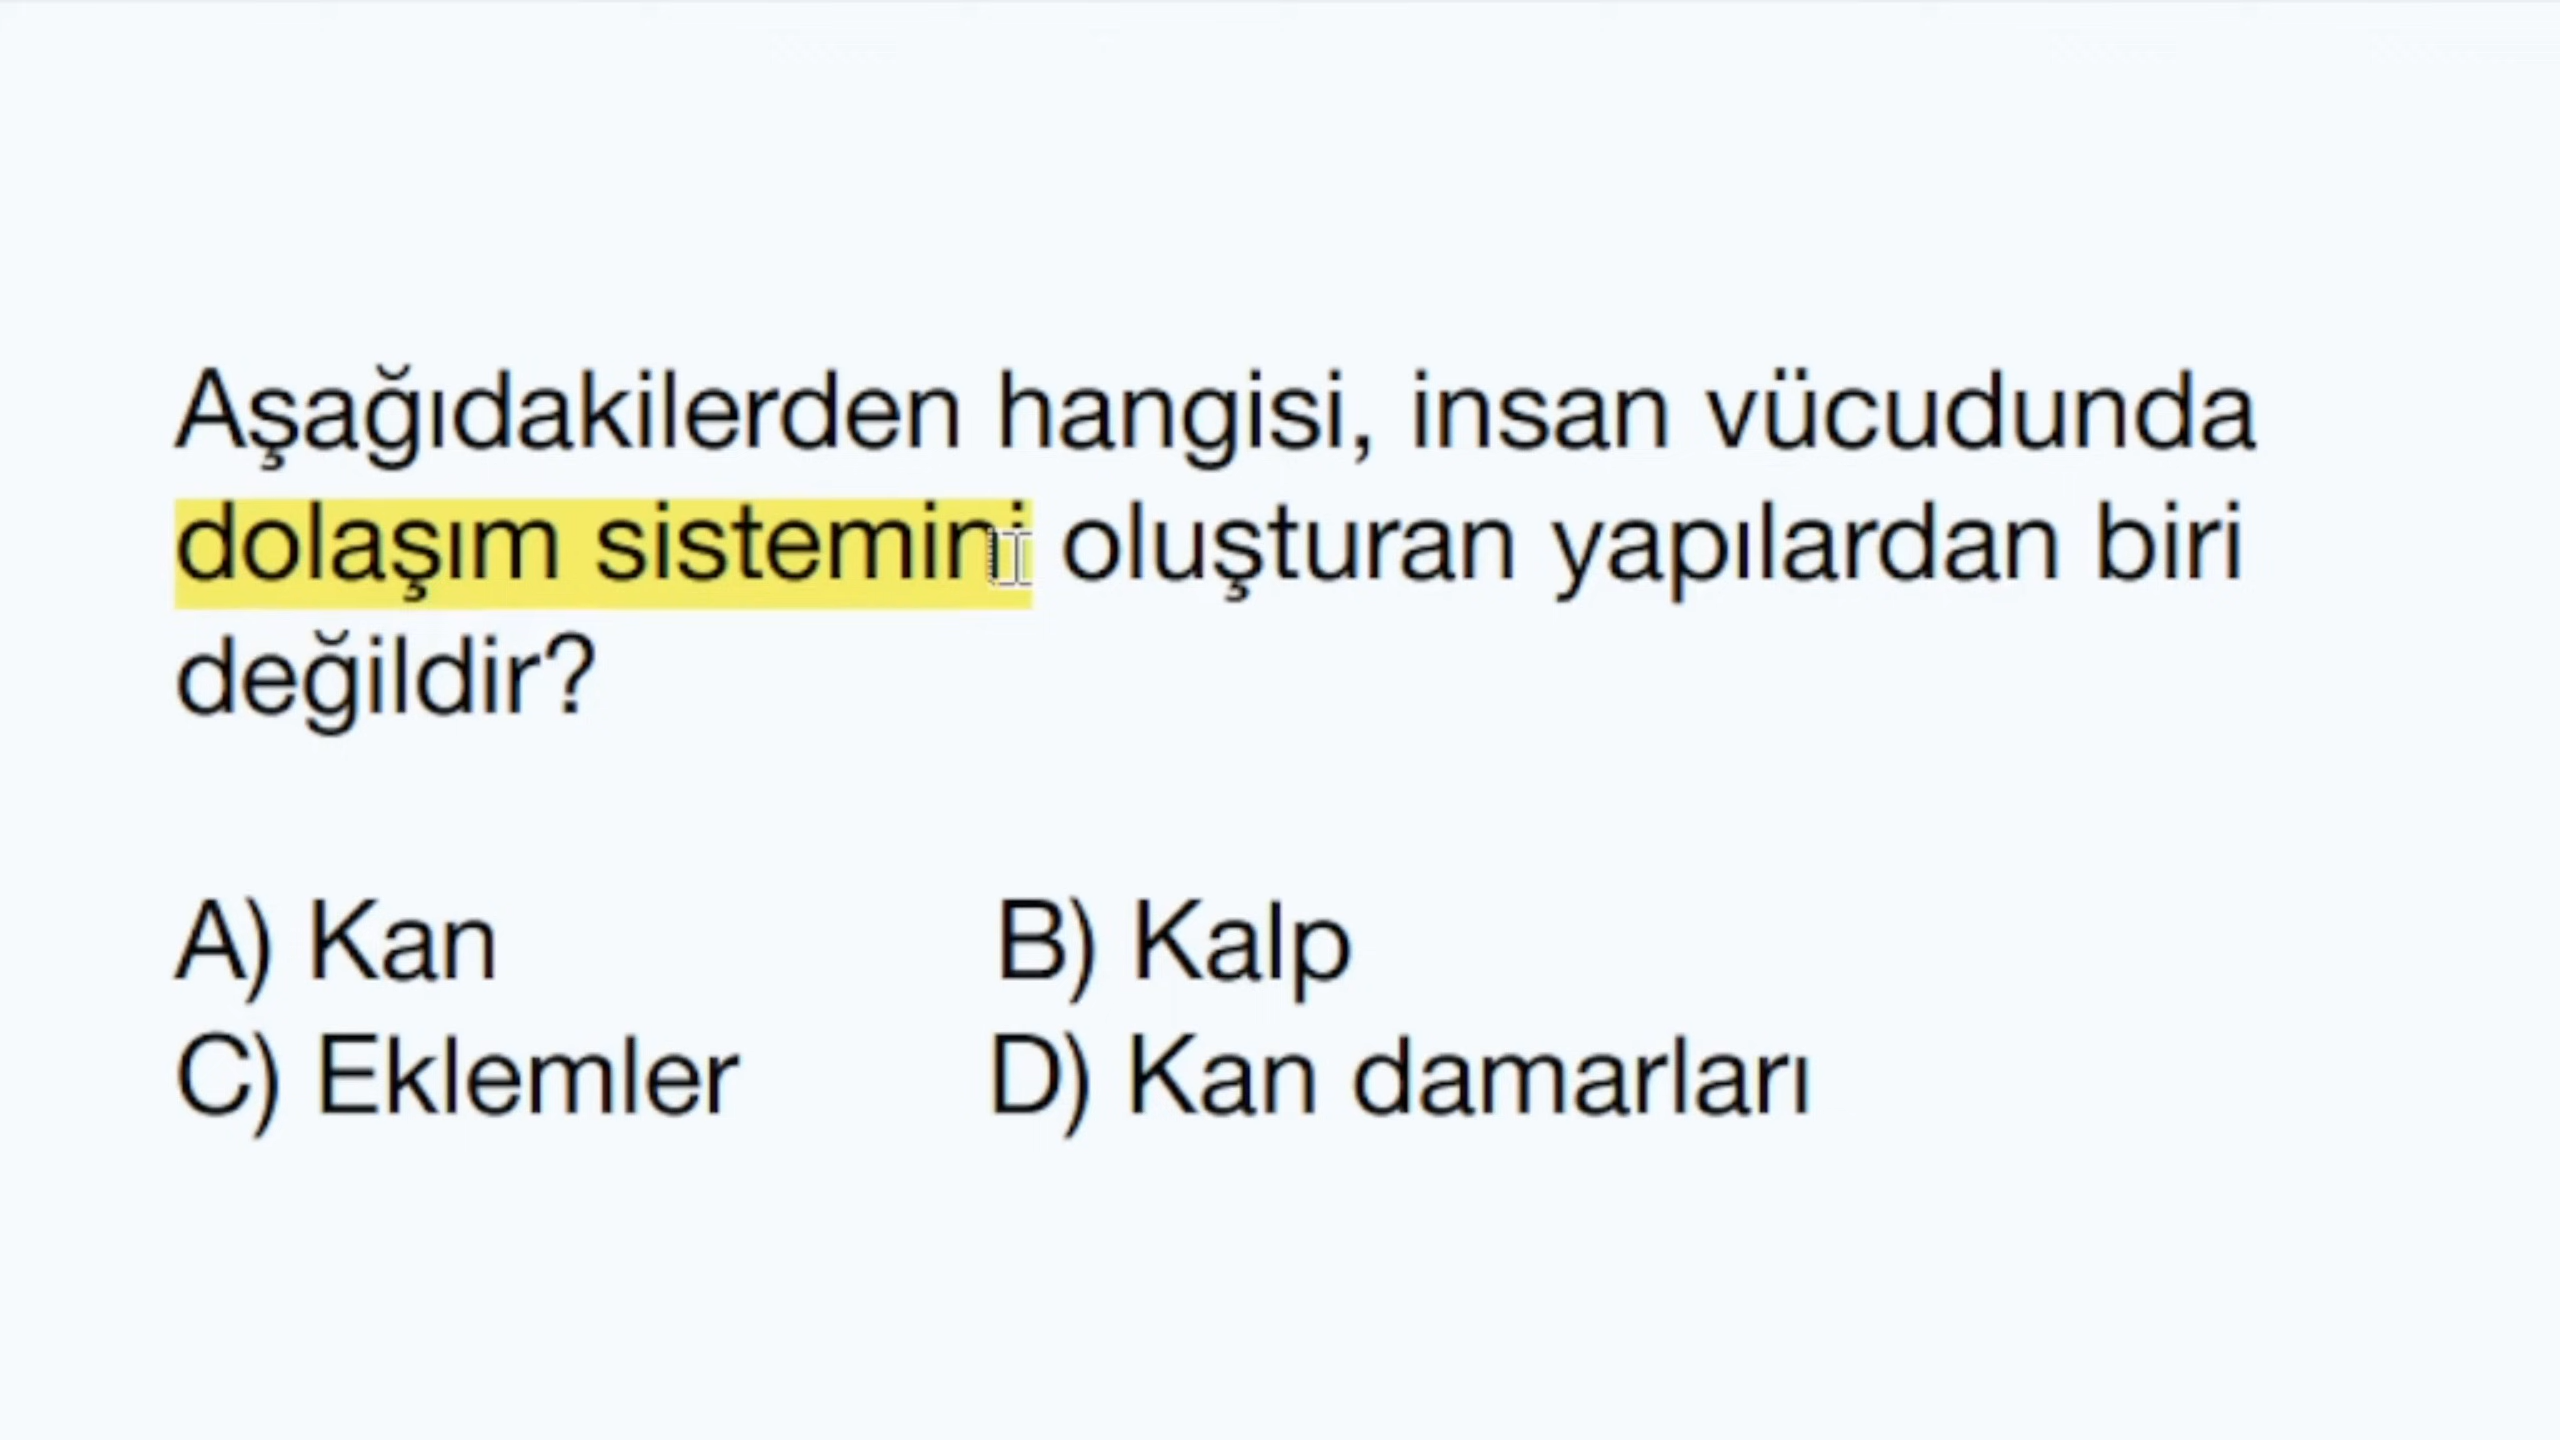 Aşağıdakilerden hangisi, insan vücudunda
dolaşım sistemini oluşturan yapılardan biri
değildir?
A) Kan B) Kalp
C) Eklemler D) Kan damarları